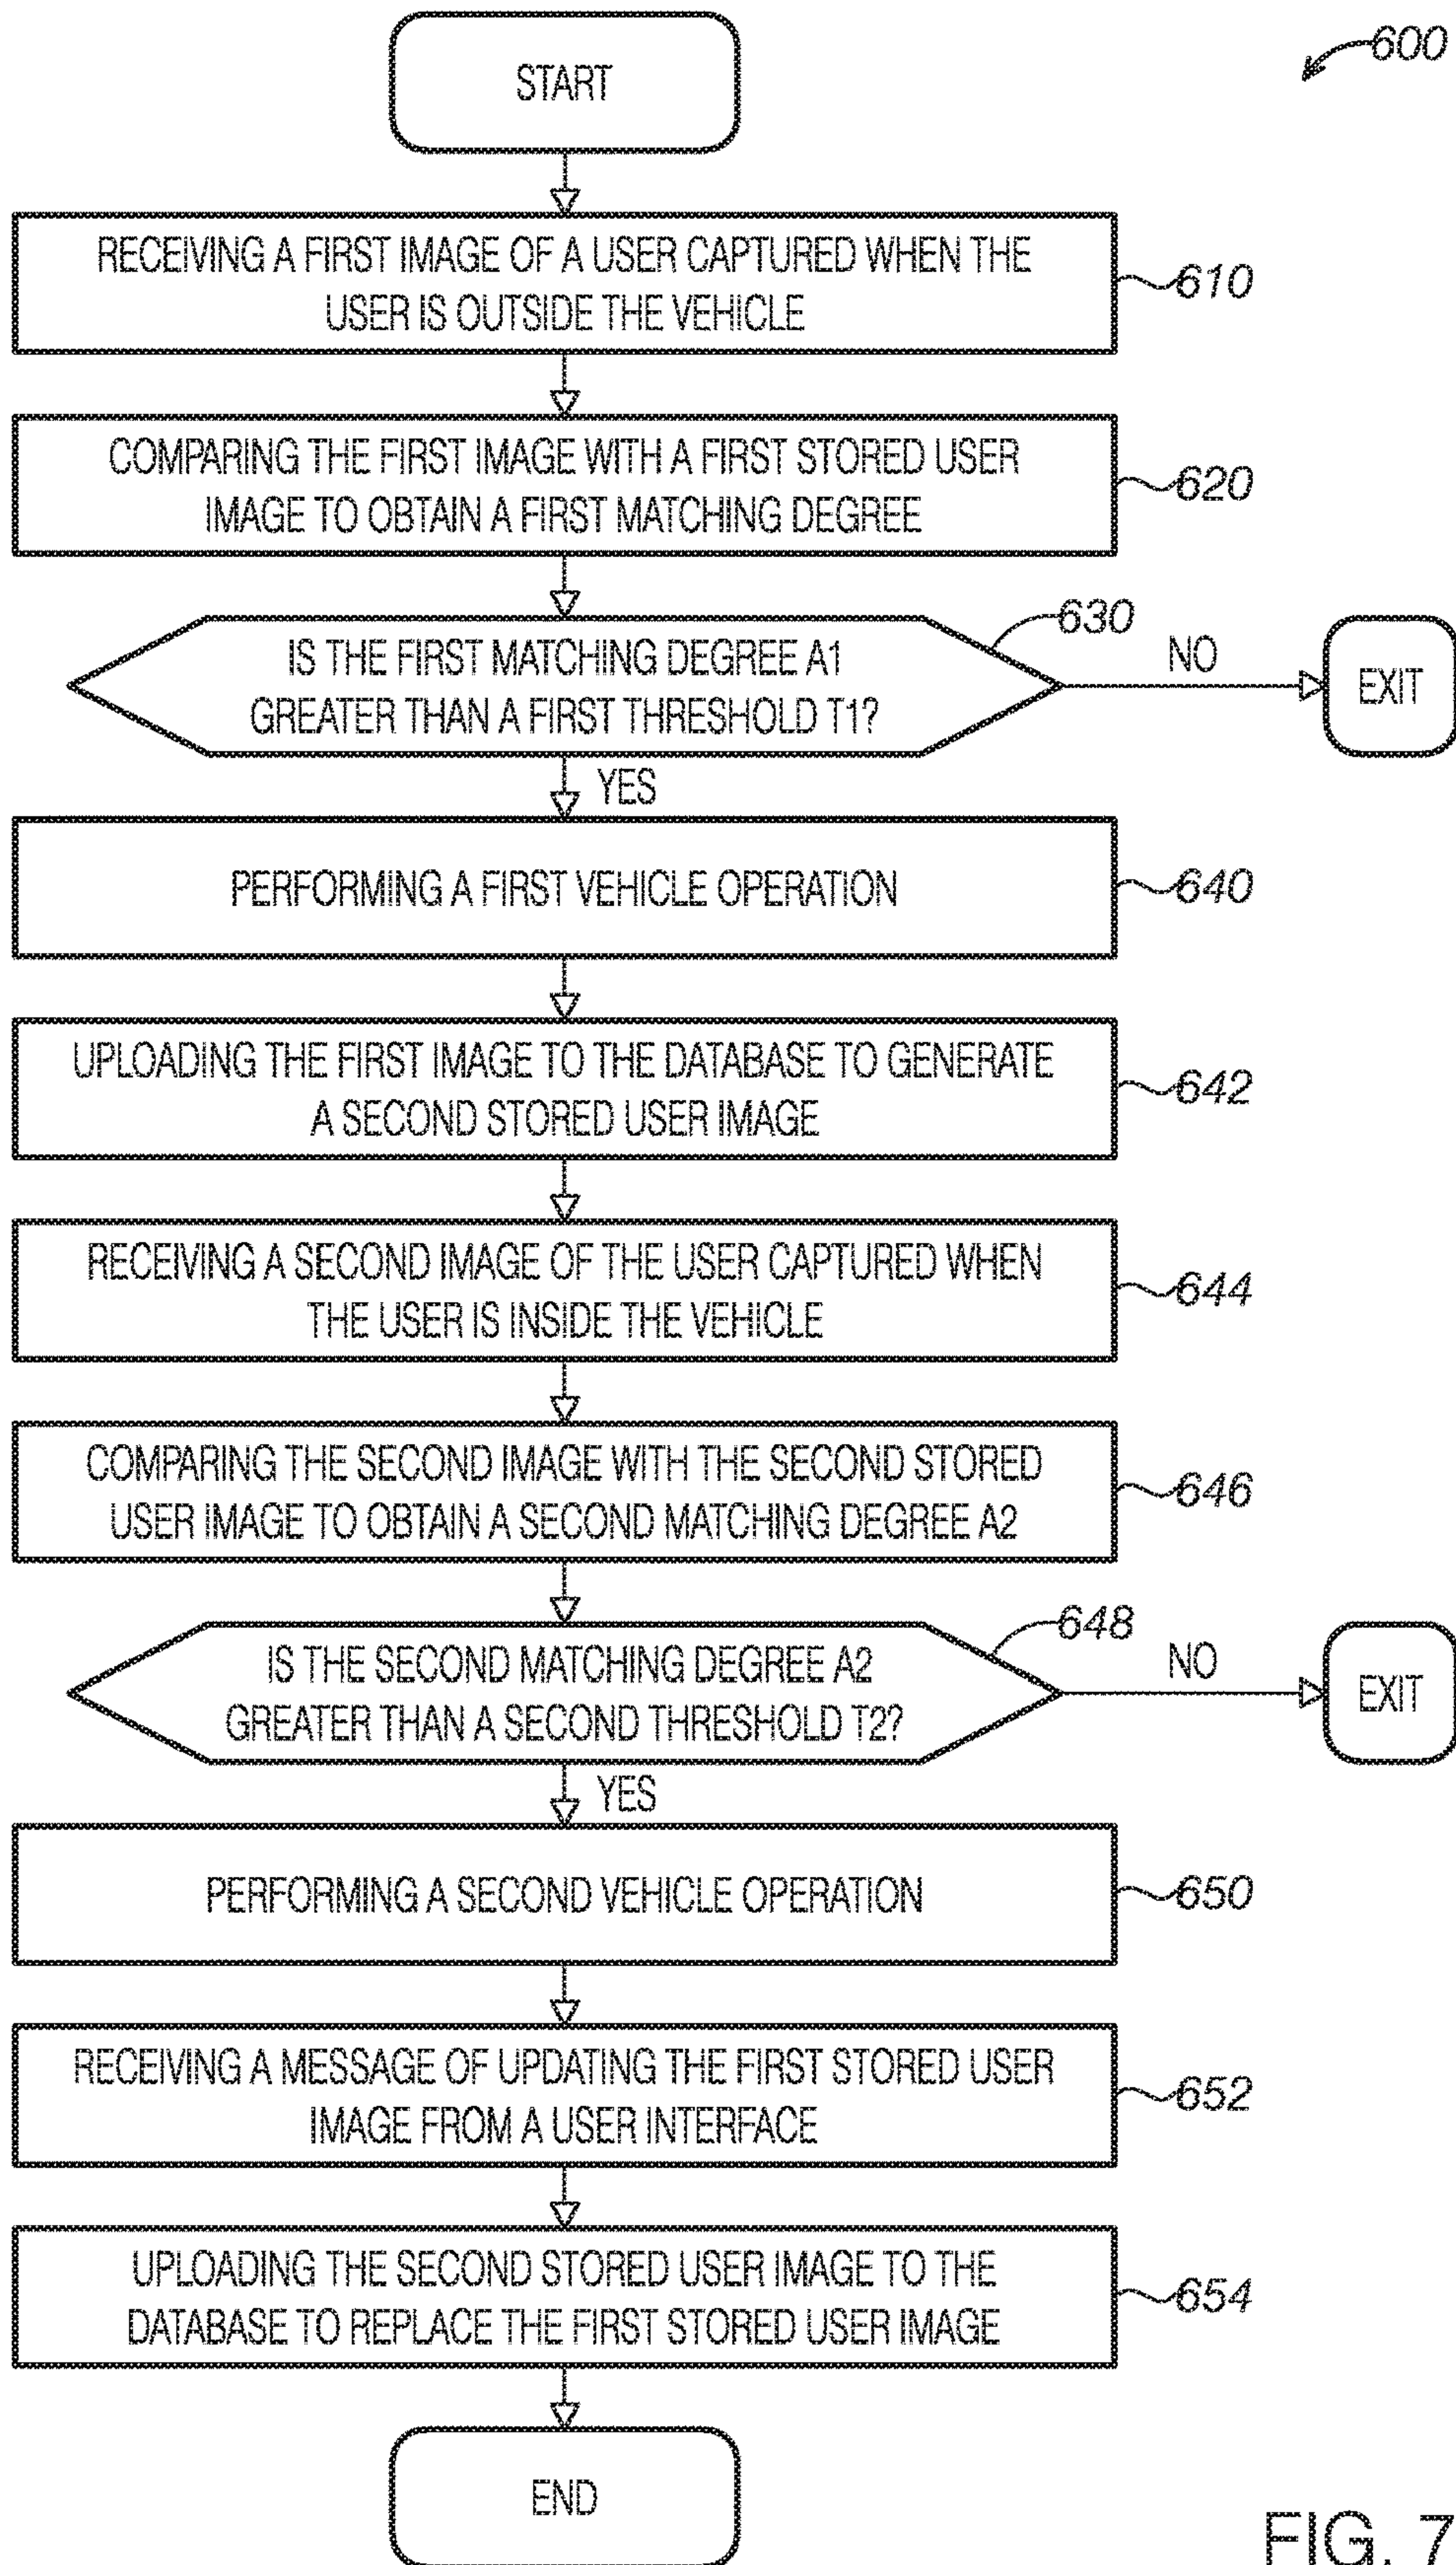 600
START
RECEIVING A FIRST IMAGE OF A USER CAPTURED WHEN THE
USER IS OUTSIDE THE VEHICLE
610
COMPARING THE FIRST IMAGE WITH A FIRST STORED USER
IMAGE TO OBTAIN A FIRST MATCHING DEGREE
620
630
IS THE FIRST MATCHING DEGREE A1
GREATER THAN A FIRST THRESHOLD T1?
NO
EXIT
YES
PERFORMING A FIRST VEHICLE OPERATION
640
UPLOADING THE FIRST IMAGE TO THE DATABASE TO GENERATE
A SECOND STORED USER IMAGE
642
RECEIVING A SECOND IMAGE OF THE USER CAPTURED WHEN
THE USER IS INSIDE THE VEHICLE
644
COMPARING THE SECOND IMAGE WITH THE SECOND STORED
USER IMAGE TO OBTAIN A SECOND MATCHING DEGREE A2
646
648
IS THE SECOND MATCHING DEGREE A2
GREATER THAN A SECOND THRESHOLD T2?
NO
EXIT
YES
PERFORMING A SECOND VEHICLE OPERATION
650
RECEIVING A MESSAGE OF UPDATING THE FIRST STORED USER
IMAGE FROM A USER INTERFACE
652
UPLOADING THE SECOND STORED USER IMAGE TO THE
DATABASE TO REPLACE THE FIRST STORED USER IMAGE
654
END
FIG. 7